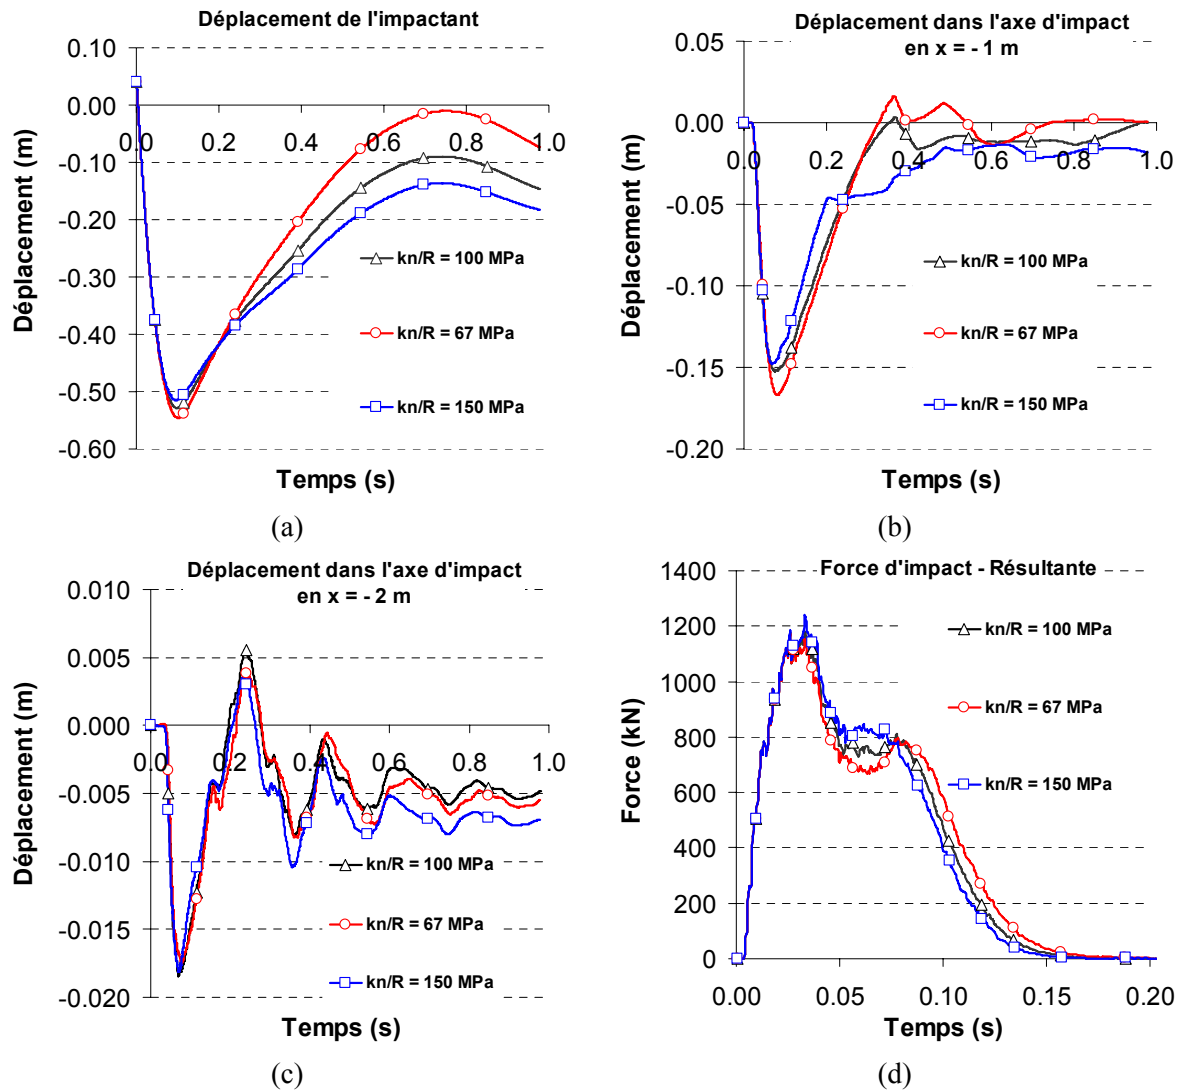 Déplacement de l'impactant
0.10
0.00
-0.10
-0.20
-0.30
-0.40
-0.50
-0.60
0.0 0.2 0.4 0.6 0.8 1.0
Déplacement (m)
Temps (s)
kn/R = 100 MPa
kn/R = 67 MPa
kn/R = 150 MPa
(a)
Déplacement dans l'axe d'impact
en x = - 1 m
0.05
0.00
-0.05
-0.10
-0.15
-0.20
0.0 0.2 0.4 0.6 0.8 1.0
Déplacement (m)
Temps (s)
kn/R = 100 MPa
kn/R = 67 MPa
kn/R = 150 MPa
(b)
Déplacement dans l'axe d'impact
en x = - 2 m
0.010
0.005
0.000
-0.005
-0.010
-0.015
-0.020
0.0 0.2 0.4 0.6 0.8 1.0
Déplacement (m)
Temps (s)
kn/R = 100 MPa
kn/R = 67 MPa
kn/R = 150 MPa
(c)
Force d'impact - Résultante
1400
1200
1000
800
600
400
200
0
0.00 0.05 0.10 0.15 0.20
Force (kN)
Temps (s)
kn/R = 100 MPa
kn/R = 67 MPa
kn/R = 150 MPa
(d)